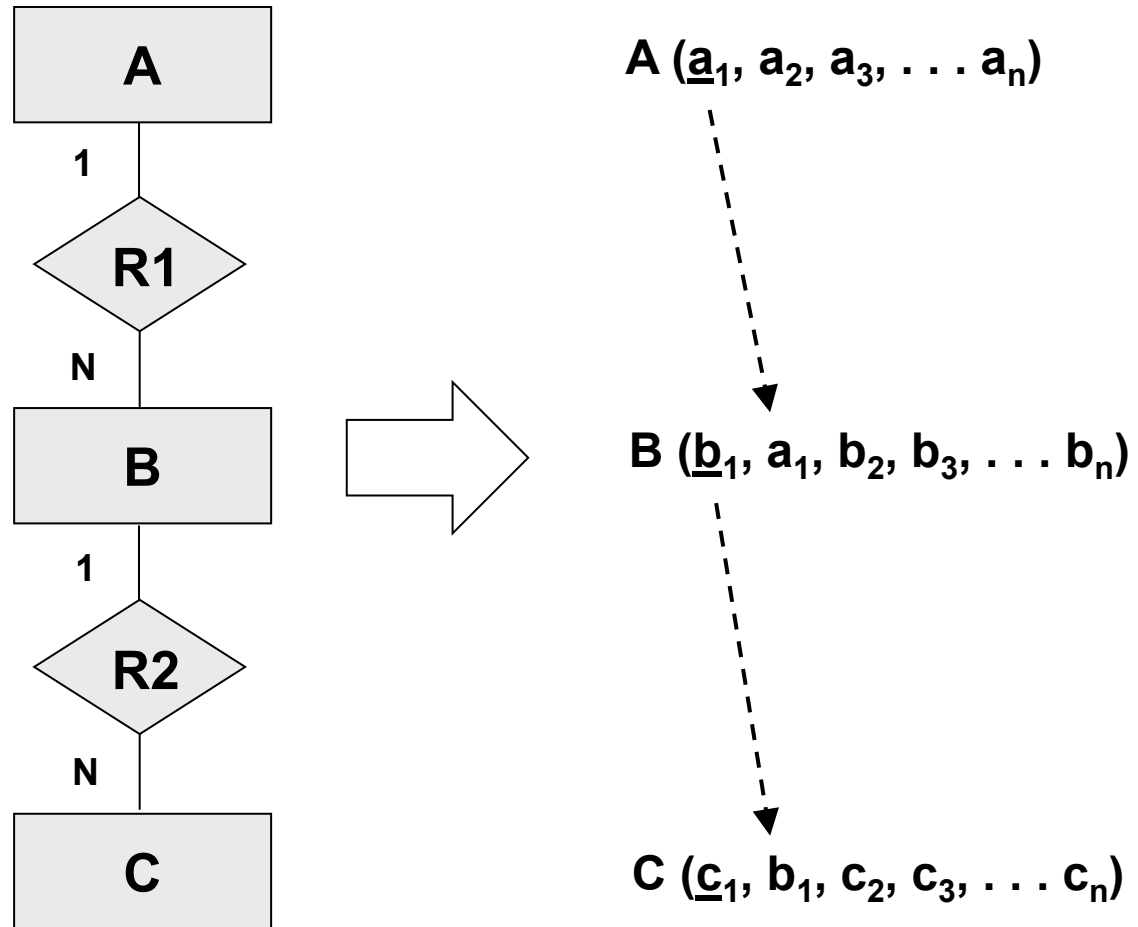 A
1
R1
N
B
1
R2
N
C
A (a₁, a₂, a₃, . . . aₙ)
B (b₁, a₁, b₂, b₃, . . . bₙ)
C (c₁, b₁, c₂, c₃, . . . cₙ)